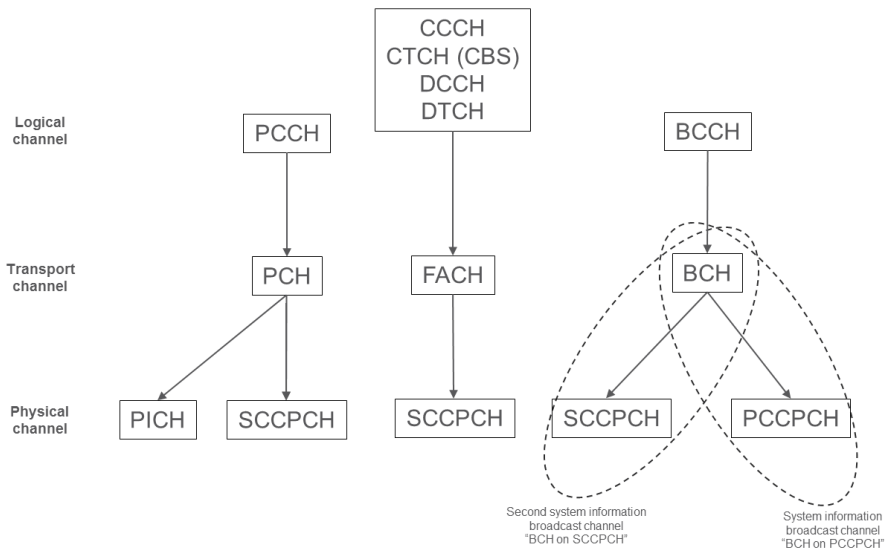 CCCH
CTCH (CBS)
DCCH
DTCH
Logical
channel
PCCH
BCCH
Transport
channel
PCH
FACH
BCH
Physical
channel
PICH
SCCPCH
SCCPCH
SCCPCH
PCCPCH
Second system information
broadcast channel
"BCH on SCCPCH"
System information
broadcast channel
"BCH on PCCPCH"